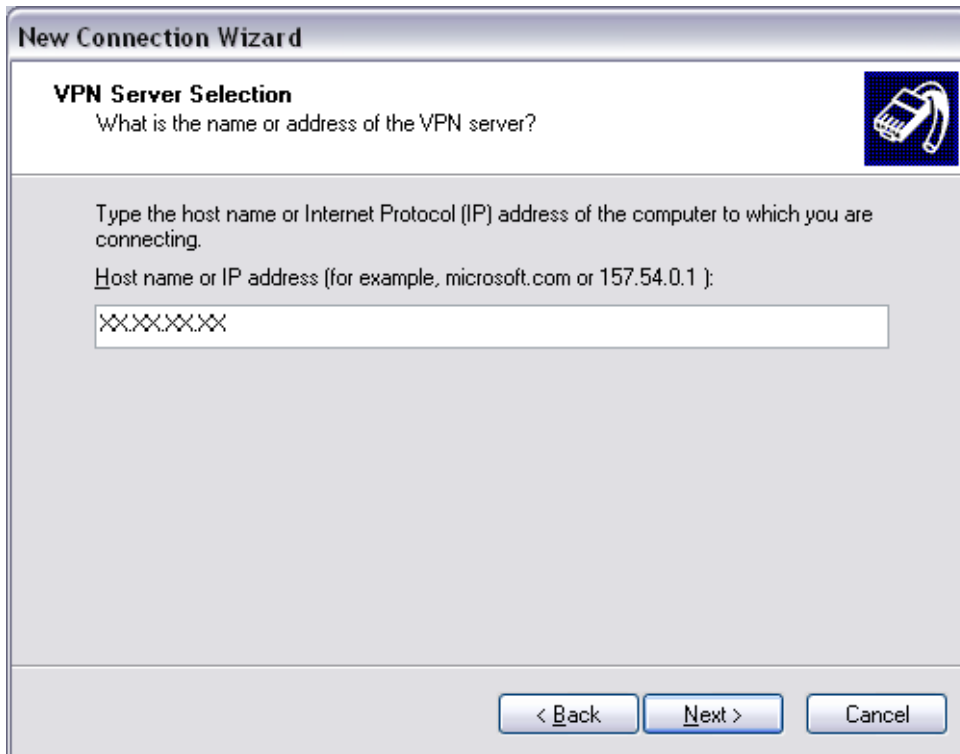 New Connection Wizard
VPN Server Selection
What is the name or address of the VPN server?
Type the host name or Internet Protocol (IP) address of the computer to which you are
connecting.
Host name or IP address (for example, microsoft.com or 157.54.0.1 ):
XX.XX.XX.XX
< Back Next > Cancel